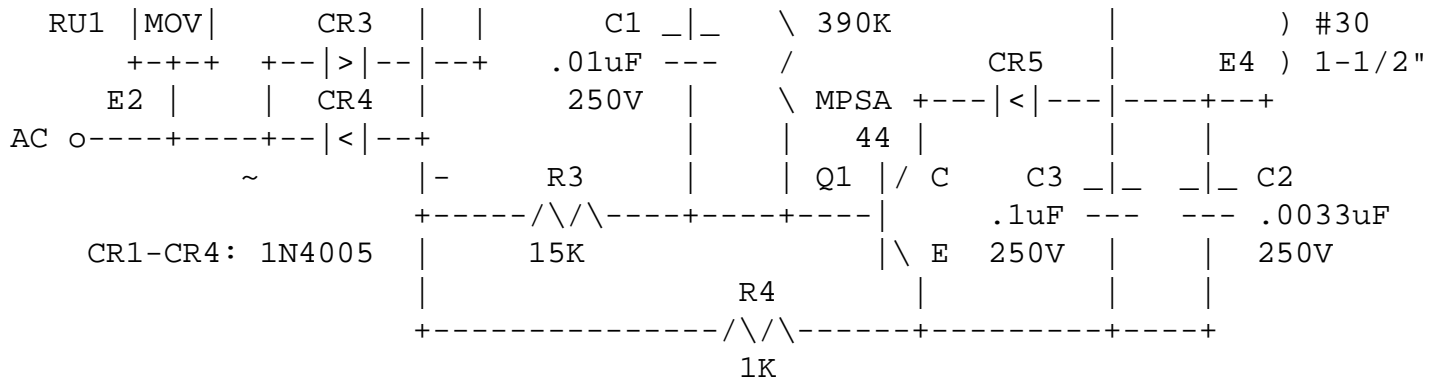 RU1 |MOV|      CR3   |  |      C1 _|_   \ 390K             |         ) #30
     +-+-+  +--|>|--|--+   .01uF ---   /          CR5     |      E4 ) 1-1/2"
    E2 |    |  CR4  |       250V  |    \ MPSA +---|<|---|----+--+
AC o----+----+--|<|--+             |    |   44 |         |    |
          ~         |-     R3     |    | Q1 |/ C    C3 _|_  _|_ C2
                    +-----/\/\----+----+----|      .1uF ---  --- .0033uF
   CR1-CR4: 1N4005  |     15K               |\ E  250V  |    |  250V
                    |             R4          |         |    |
                    +---------------/\/\------+---------+----+
                                  1K